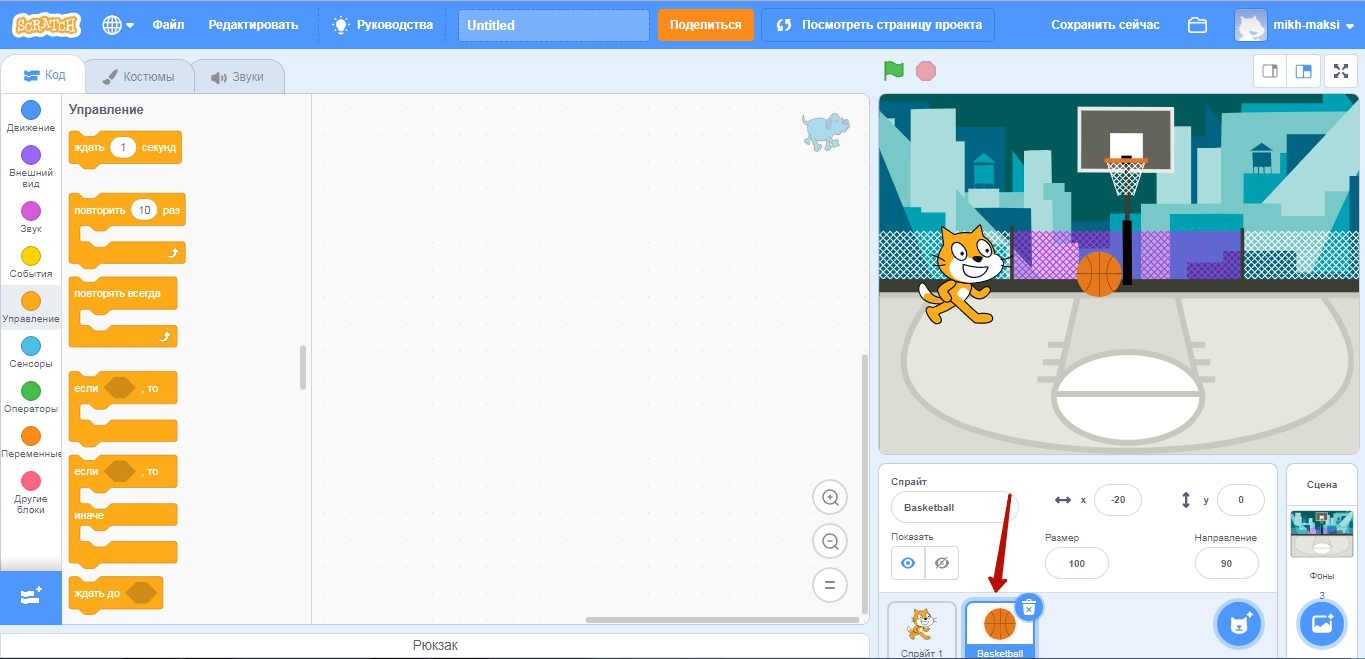 SCRATCH
Файл
Редактировать
Руководства
Untitled
Поделиться
Посмотреть страницу проекта
Сохранить сейчас
mikh-maksi
Код
Костюмы
Звуки
Движение
Внешний
вид
Звук
События
Управление
Сенсоры
Операторы
Переменные
Другие
блоки
Управление
ждать 1 секунд
повторить 10 раз
повторять всегда
если , то
если , то
иначе
ждать до
Рюкзак
Спрайт
Basketball
x -20
y 0
Показать
Размер
100
Направление
90
Спрайт 1
Basketball
Сцена
Фоны
3